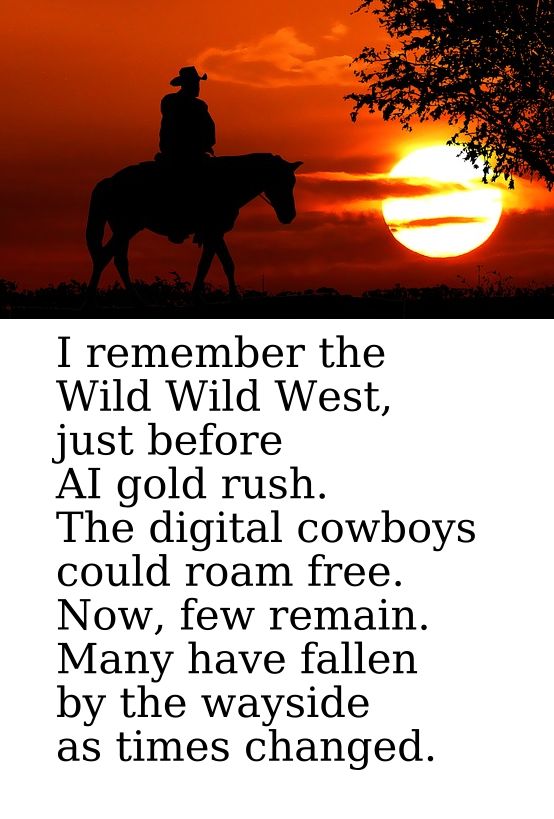 I remember the
Wild Wild West,
just before
AI gold rush.
The digital cowboys
could roam free.
Now, few remain.
Many have fallen
by the wayside
as times changed.